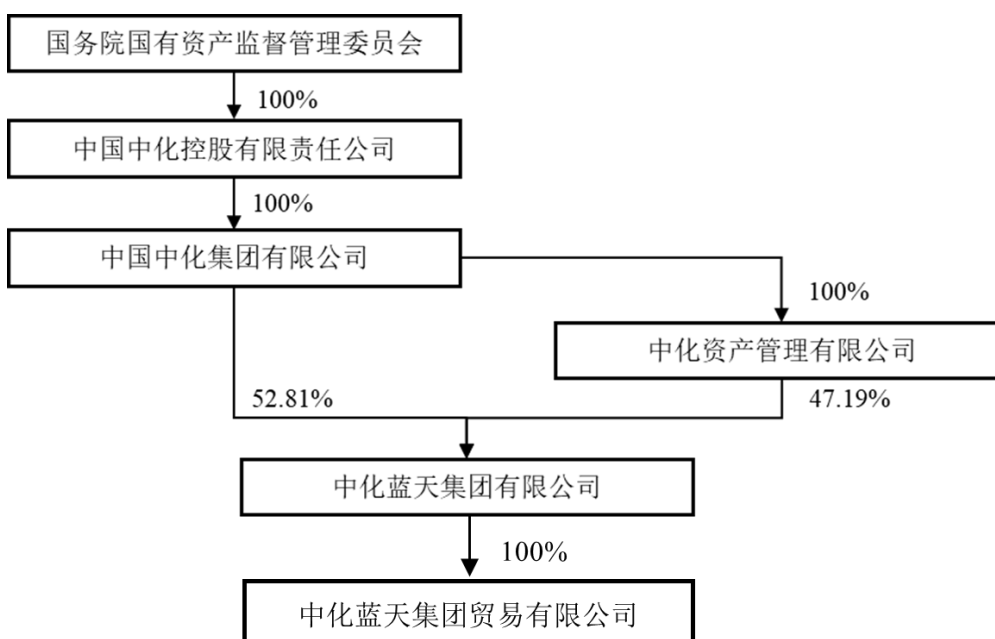 国务院国有资产监督管理委员会
100%
中国中化控股有限责任公司
100%
中国中化集团有限公司
100%
中化资产管理有限公司
52.81%
47.19%
中化蓝天集团有限公司
100%
中化蓝天集团贸易有限公司